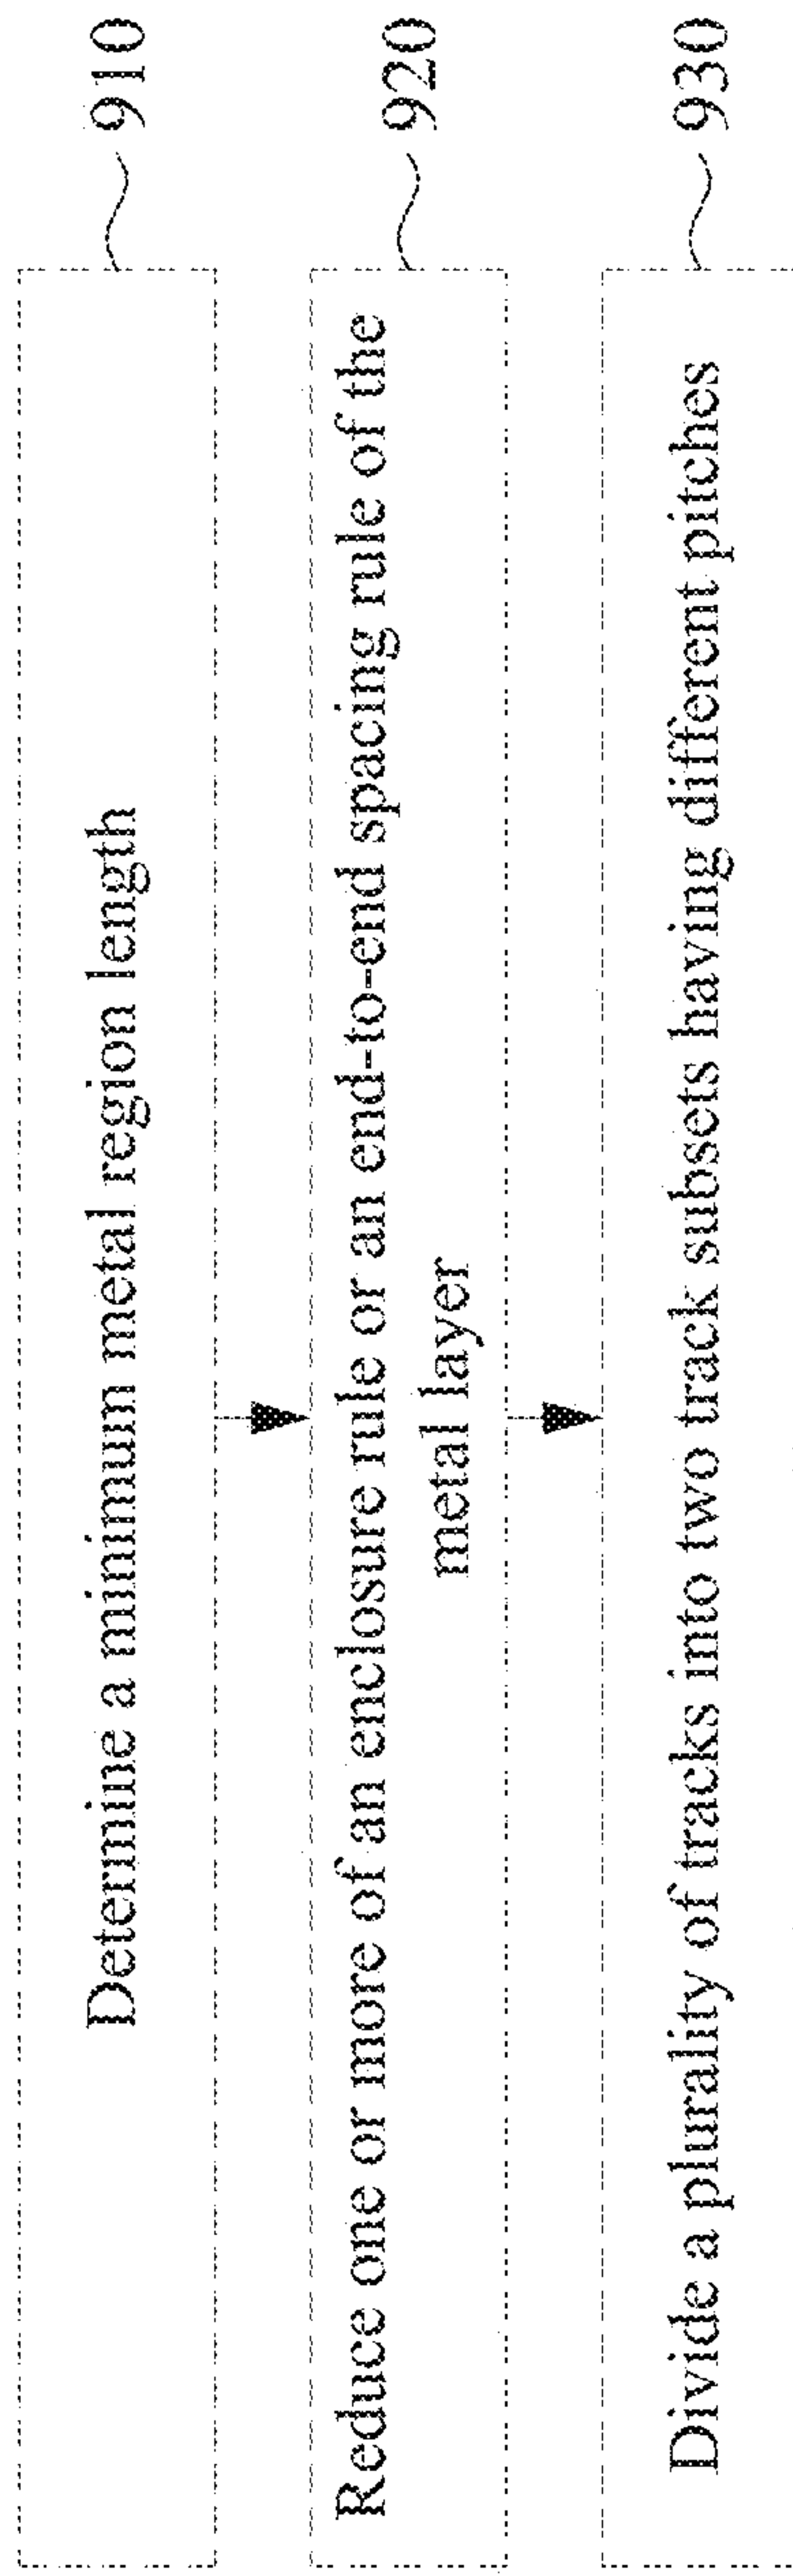 Determine a minimum metal region length
910
Reduce one or more of an enclosure rule or an end-to-end spacing rule of the
metal layer
920
Divide a plurality of tracks into two track subsets having different pitches
930